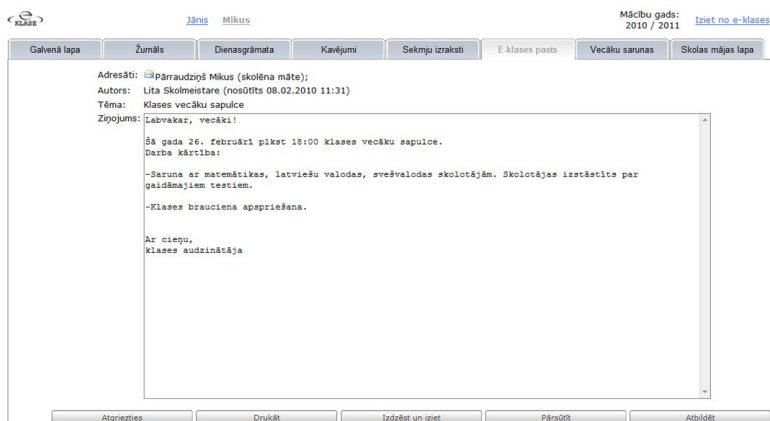 e KLASE
Jānis Mikus
Mācību gads:
2010 / 2011
Iziet no e-klases
Galvenā lapa Žurnāls Dienasgrāmata Kavējumi Sekmju izraksti E-klases pasts Vecāku sarunas Skolas mājas lapa
Adresāti: Pārraudziņš Mikus (skolēna māte);
Autors: Lita Skolmeistare (nosūtīts 08.02.2010 11:31)
Tēma: Klases vecāku sapulce
Ziņojums: Labvakar, vecāki!
Šā gada 26. februārī plkst 18:00 klases vecāku sapulce.
Darba kārtība:
-Saruna ar matemātikas, latviešu valodas, svešvalodas skolotājām. Skolotājas izstāstīts par
gaidāmajiem testiem.
-Klases brauciena apspriešana.
Ar cieņu,
klases audzinātāja
Atgriezties Drukāt Izdzēst un iziet Pārsūtīt Atbildēt